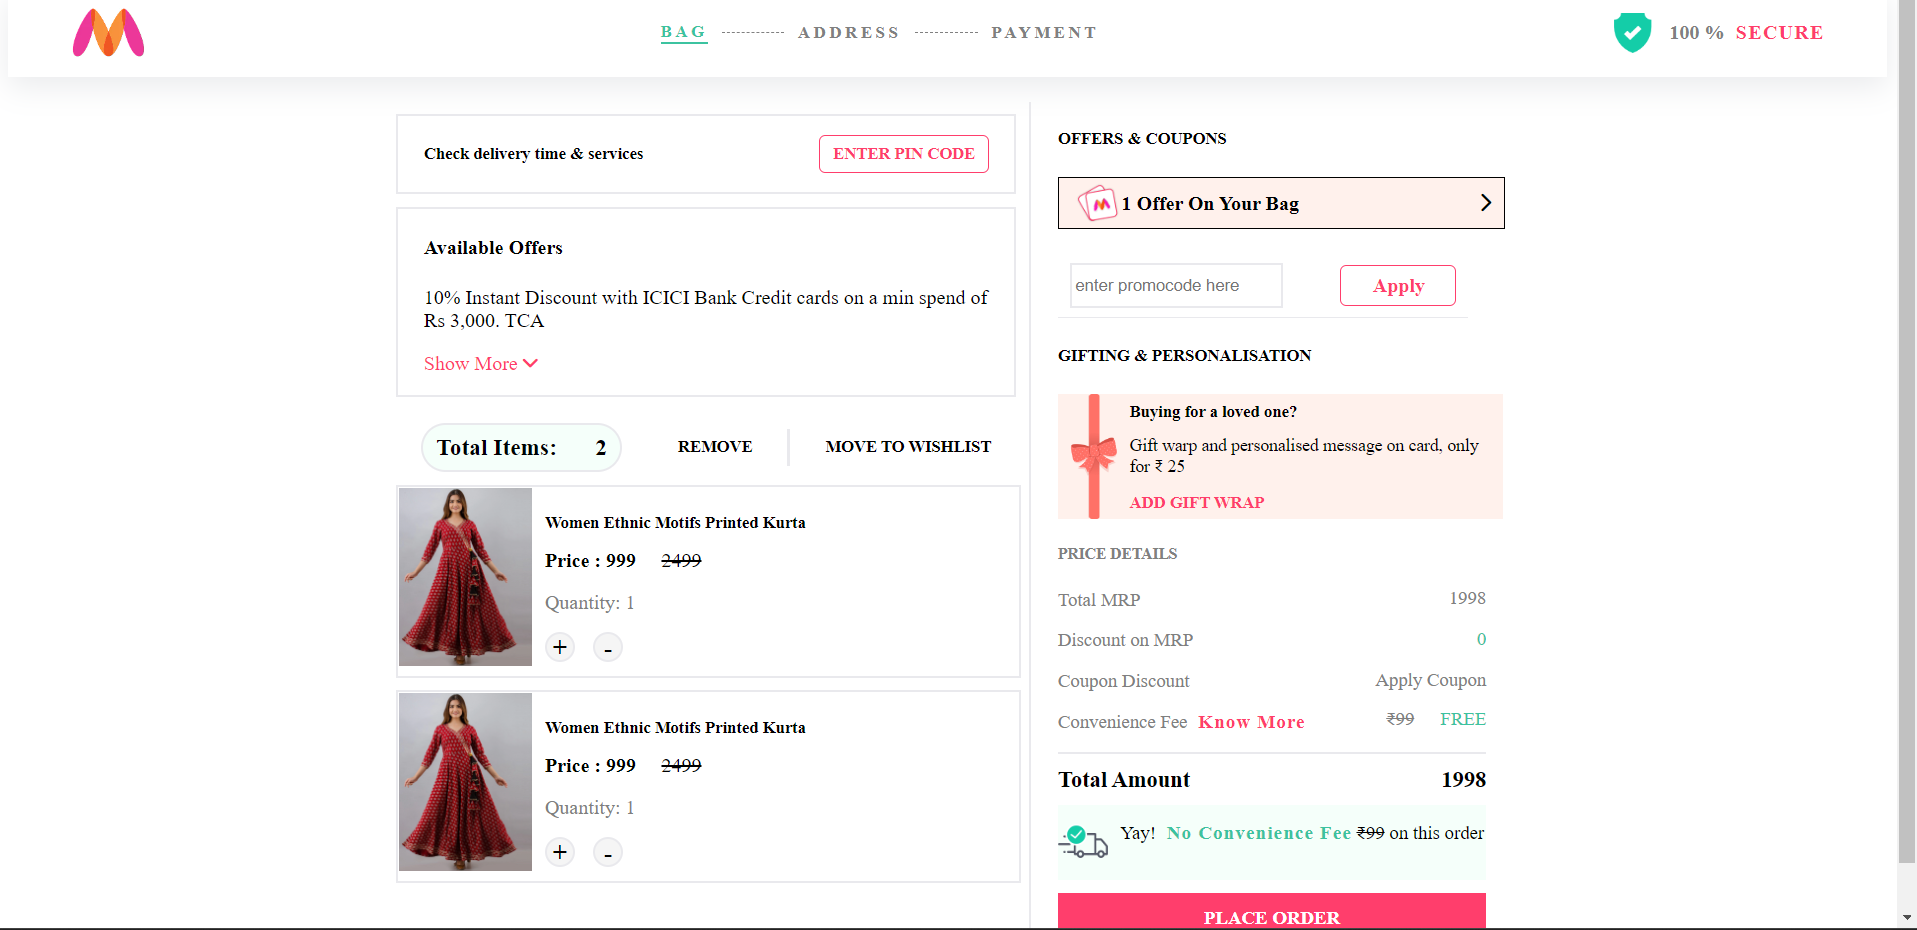 BAG ADDRESS PAYMENT
100 % SECURE
Check delivery time & services
ENTER PIN CODE
Available Offers
10% Instant Discount with ICICI Bank Credit cards on a min spend of
Rs 3,000. TCA
Show More
Total Items: 2
REMOVE
MOVE TO WISHLIST
Women Ethnic Motifs Printed Kurta
Price : 999 2499
Quantity: 1
+ -
Women Ethnic Motifs Printed Kurta
Price : 999 2499
Quantity: 1
+ -
OFFERS & COUPONS
1 Offer On Your Bag
enter promocode here
Apply
GIFTING & PERSONALISATION
Buying for a loved one?
Gift warp and personalised message on card, only
for ₹ 25
ADD GIFT WRAP
PRICE DETAILS
Total MRP 1998
Discount on MRP 0
Coupon Discount Apply Coupon
Convenience Fee Know More ₹99 FREE
Total Amount 1998
Yay! No Convenience Fee ₹99 on this order
PLACE ORDER